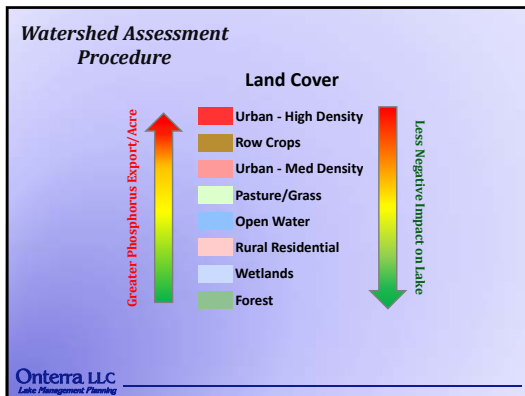 Watershed Assessment
Procedure
Land Cover
Greater Phosphorus Export/Acre
Urban - High Density
Row Crops
Urban - Med Density
Pasture/Grass
Open Water
Rural Residential
Wetlands
Forest
Less Negative Impact on Lake
Onterra LLC
Lake Management Planning